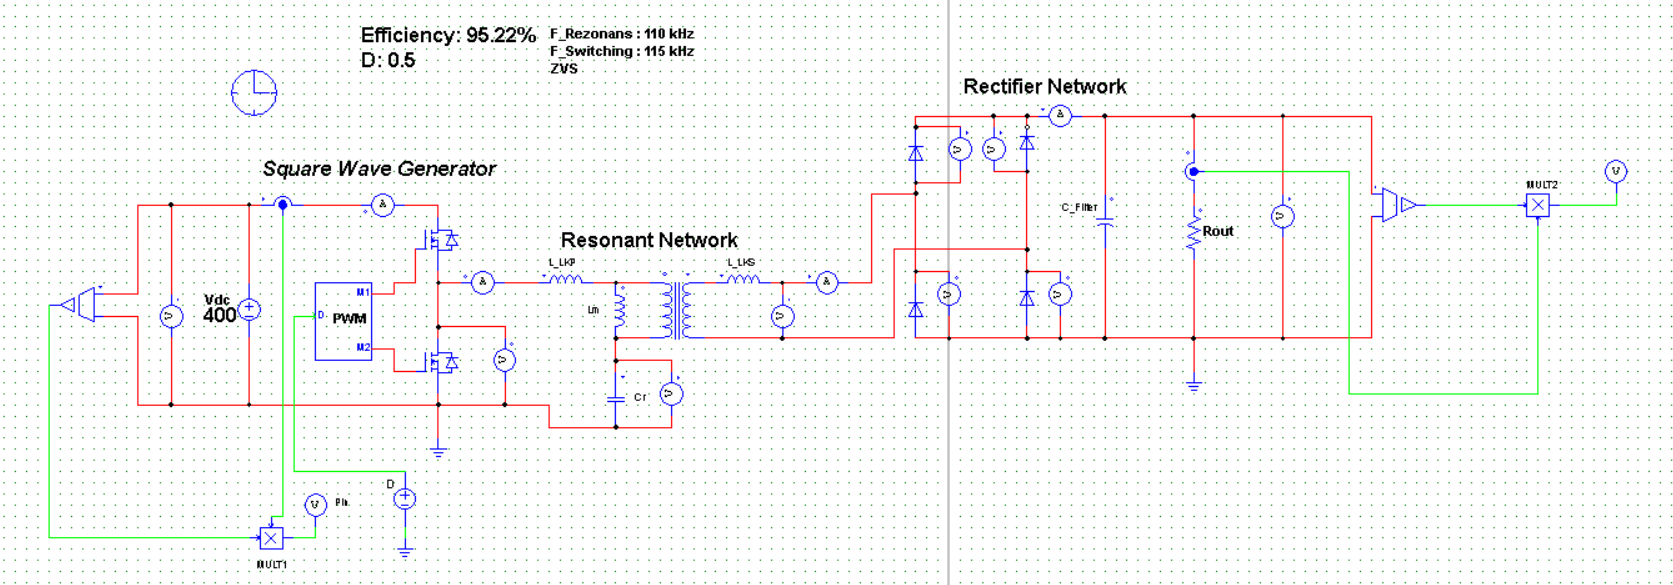 Efficiency: 95.22%
D: 0.5
F_Rezonans : 110 kHz
F_Switching : 115 kHz
ZVS
Rectifier Network
Square Wave Generator
Resonant Network
A
A
V
V
C_Filter
Rout
V
MULT2
V
Vdc
400
V
M1
D
PWM
M2
A
L_LKP
Lm
L_LKS
A
V
V
V
V
Cr
V
D
V
Pin
MULT1